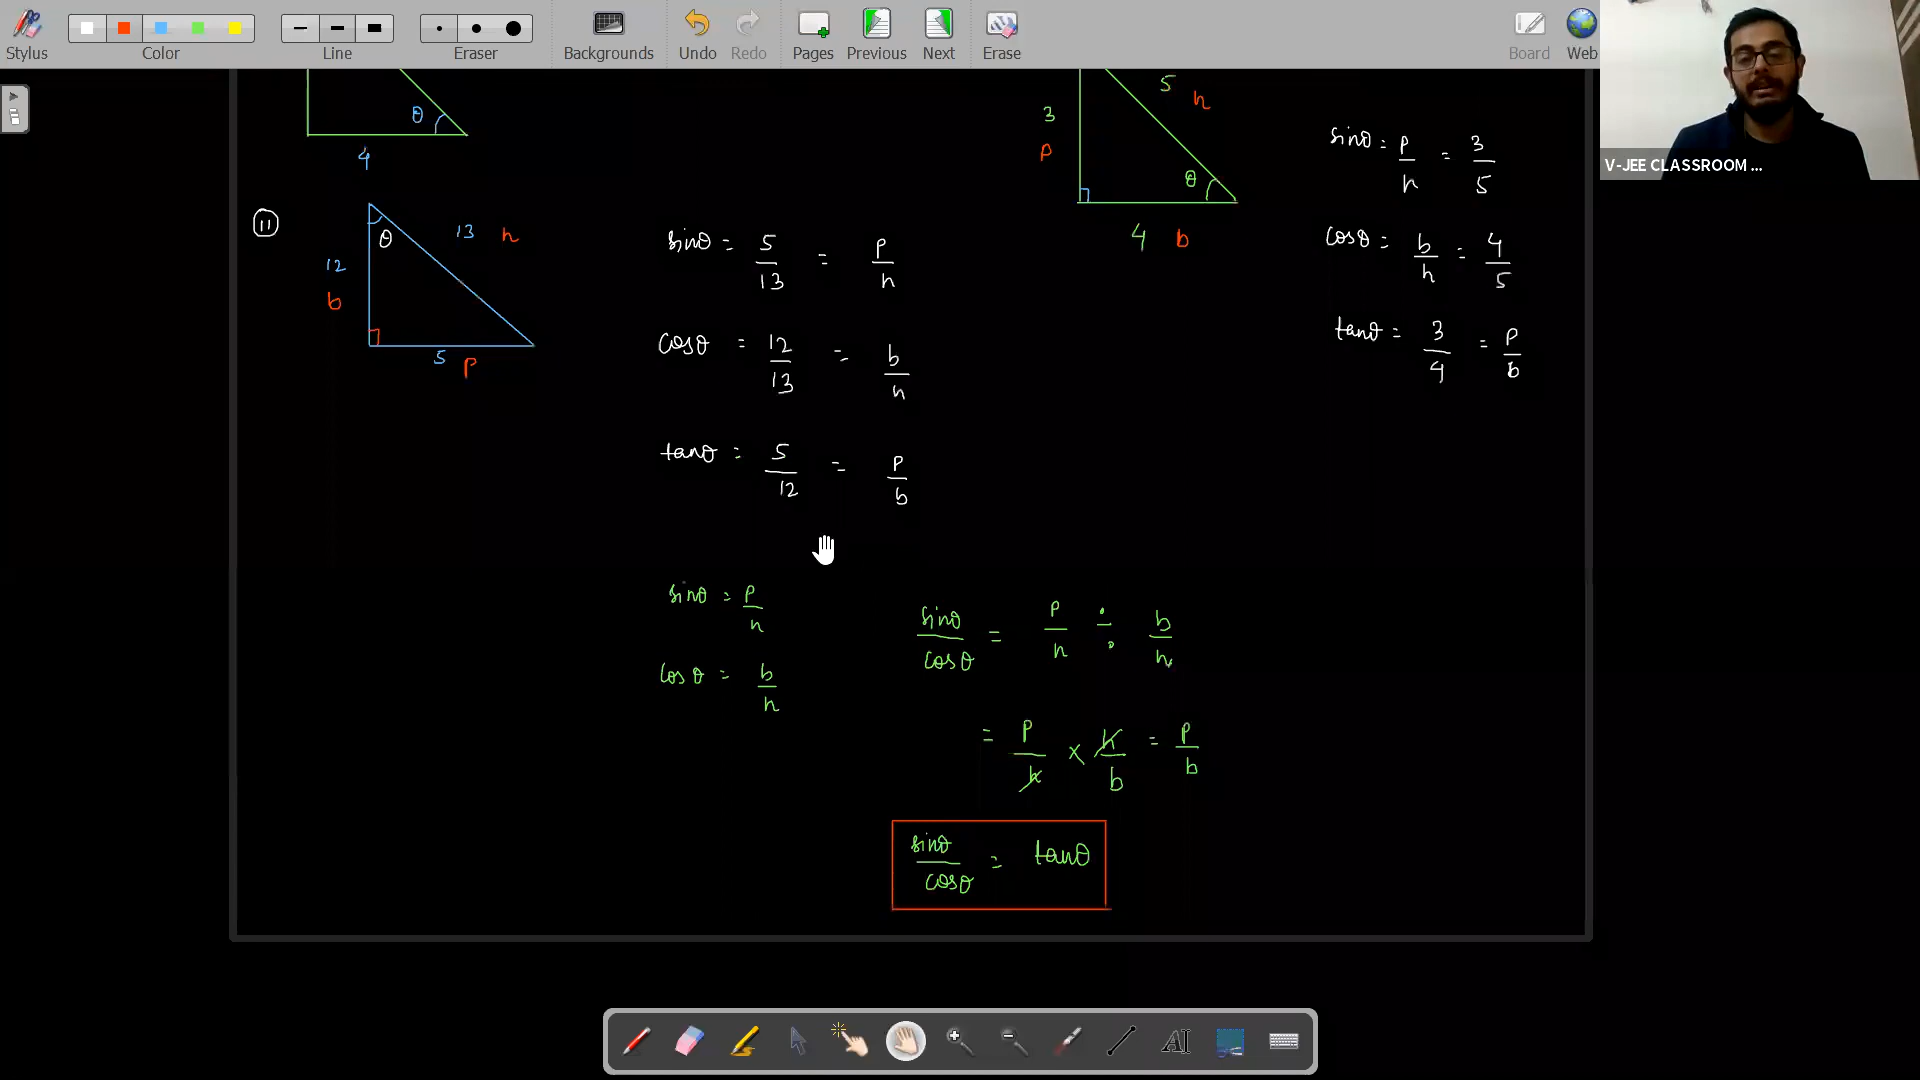 Stylus Color Line Eraser Backgrounds Undo Redo Pages Previous Next Erase Board Web
V-JEE CLASSROOM ...
θ
4
3
P
5 h
θ
4 b
sinθ = P/h = 3/5
cosθ = b/h = 4/5
tanθ = 3/4 = P/b
11
θ
13 h
12
b
5 P
sinθ = 5/13 = P/h
cosθ = 12/13 = b/h
tanθ = 5/12 = P/b
sinθ = P/h
cosθ = b/h
sinθ/cosθ = P/h ÷ b/h
= P/h × h/b = P/b
sinθ/cosθ = tanθ
AI